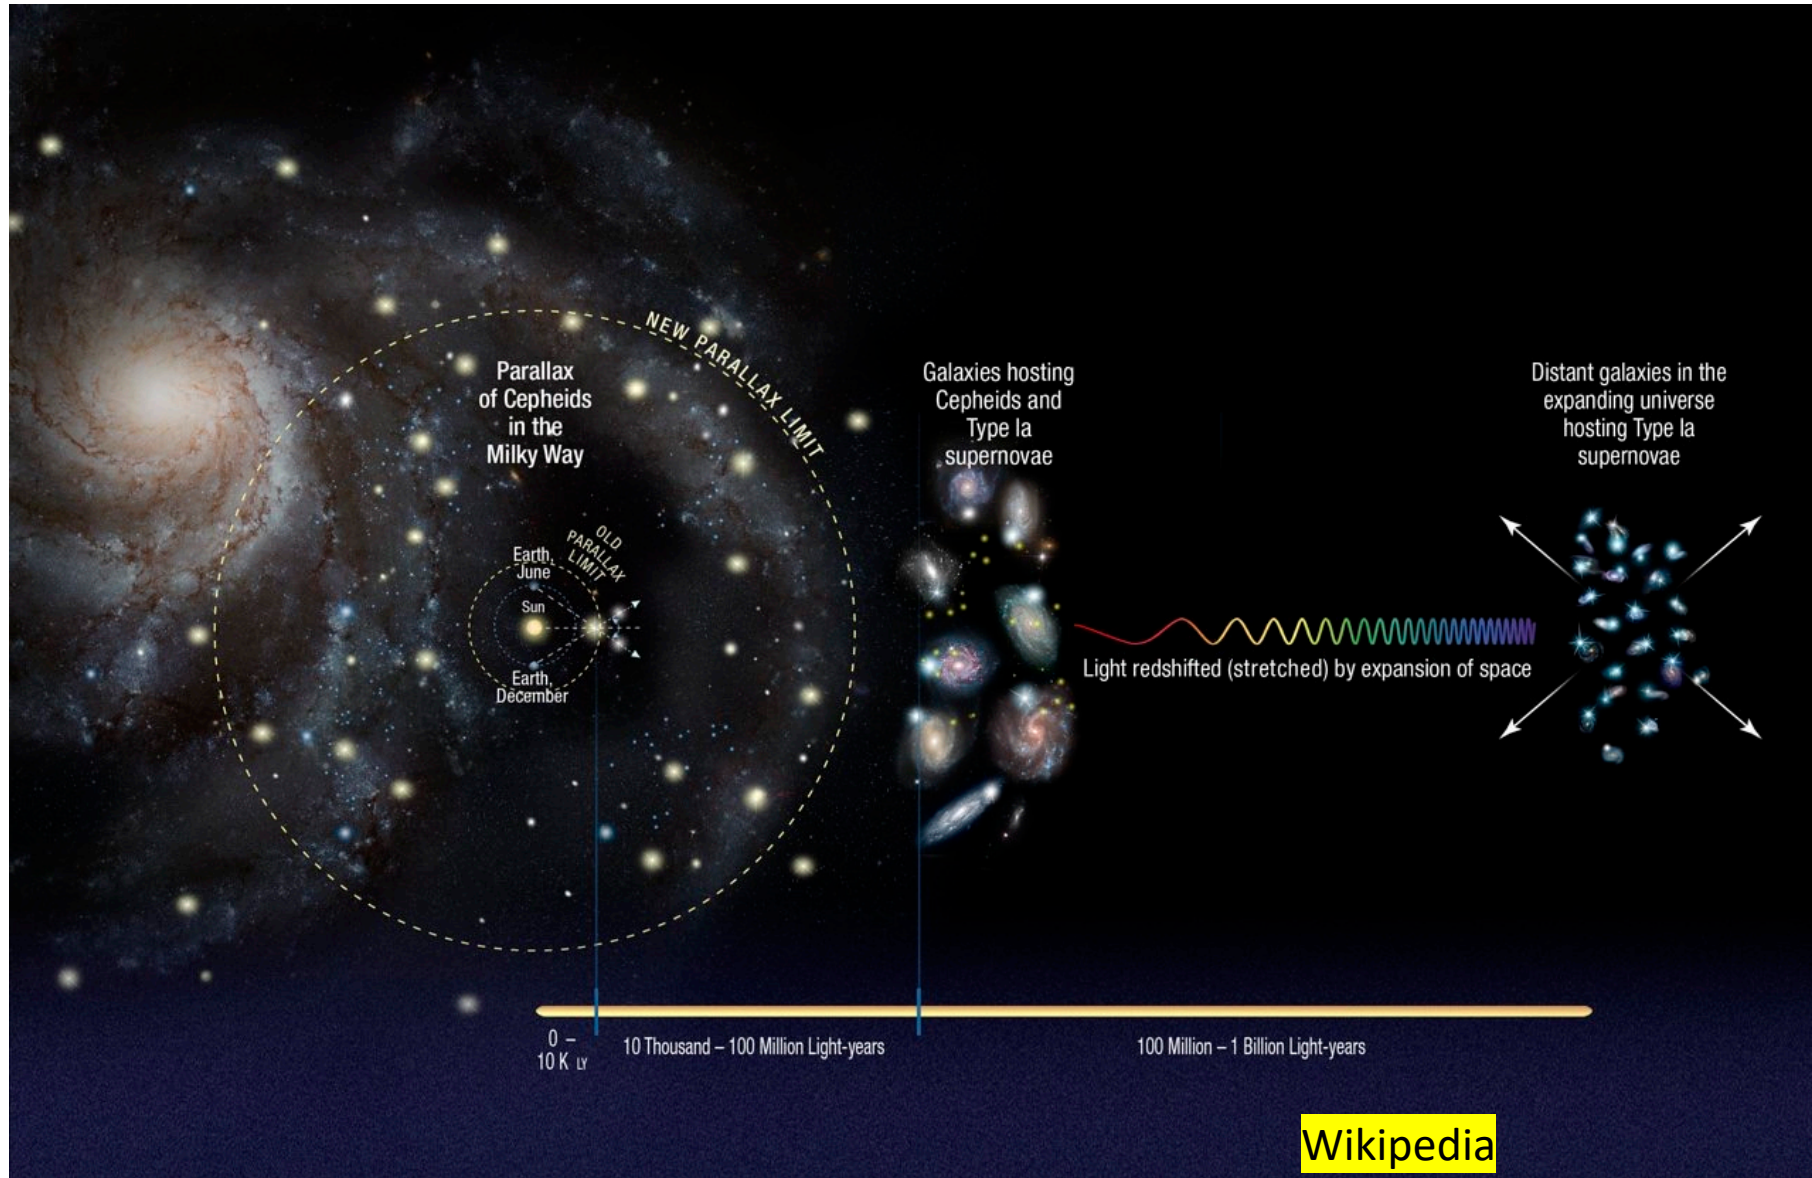 NEW PARALLAX LIMIT
Parallax
of Cepheids
in the
Milky Way
OLD
PARALLAX
LIMIT
Earth,
June
Sun
Earth,
December
Galaxies hosting
Cepheids and
Type Ia
supernovae
Light redshifted (stretched) by expansion of space
Distant galaxies in the
expanding universe
hosting Type Ia
supernovae
0 –
10 K LY
10 Thousand – 100 Million Light-years
100 Million – 1 Billion Light-years
Wikipedia